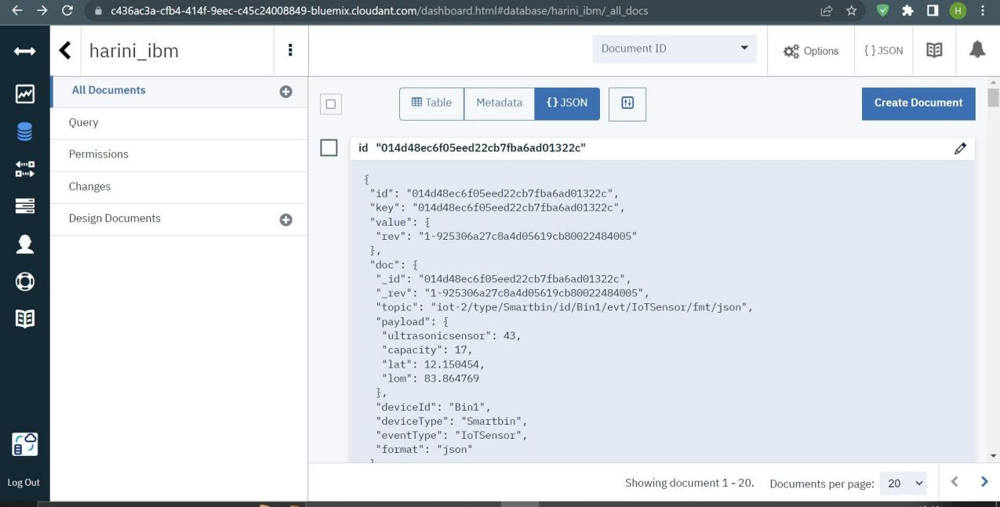 c436ac3a-cfb4-414f-9eec-c45c24008849-bluemix.cloudant.com/dashboard.html#database/harini_ibm/_all_docs
H
harini_ibm
Document ID
Options
{ } JSON
All Documents
Query
Permissions
Changes
Design Documents
Log Out
Table
Metadata
{} JSON
Create Document
id "014d48ec6f05eed22cb7fba6ad01322c"
{
"id": "014d48ec6f05eed22cb7fba6ad01322c",
"key": "014d48ec6f05eed22cb7fba6ad01322c",
"value": {
"rev": "1-925306a27c8a4d05619cb80022484005"
},
"doc": {
"_id": "014d48ec6f05eed22cb7fba6ad01322c",
"_rev": "1-925306a27c8a4d05619cb80022484005",
"topic": "iot-2/type/Smartbin/id/Bin1/evt/IoTSensor/fmt/json",
"payload": {
"ultrasonicsensor": 43,
"capacity": 17,
"lat": 12.150454,
"lom": 83.864769
},
"deviceId": "Bin1",
"deviceType": "Smartbin",
"eventType": "IoTSensor",
"format": "json"
Showing document 1 - 20.
Documents per page:
20